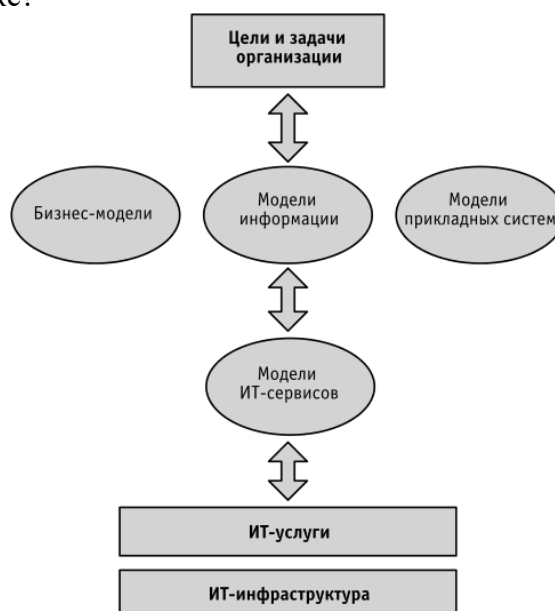 Цели и задачи
организации
Бизнес-модели
Модели
информации
Модели
прикладных систем
Модели
ИТ-сервисов
ИТ-услуги
ИТ-инфраструктура